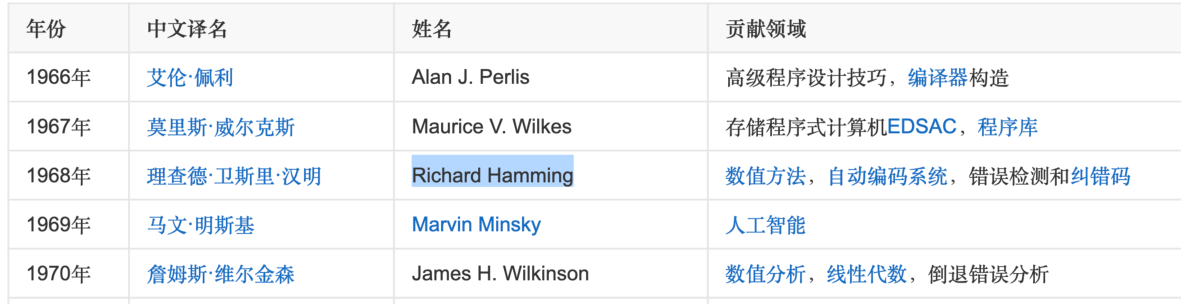 年份 中文译名 姓名 贡献领域
1966年 艾伦·佩利 Alan J. Perlis 高级程序设计技巧，编译器构造
1967年 莫里斯·威尔克斯 Maurice V. Wilkes 存储程序式计算机EDSAC，程序库
1968年 理查德·卫斯里·汉明 Richard Hamming 数值方法，自动编码系统，错误检测和纠错码
1969年 马文·明斯基 Marvin Minsky 人工智能
1970年 詹姆斯·维尔金森 James H. Wilkinson 数值分析，线性代数，倒退错误分析